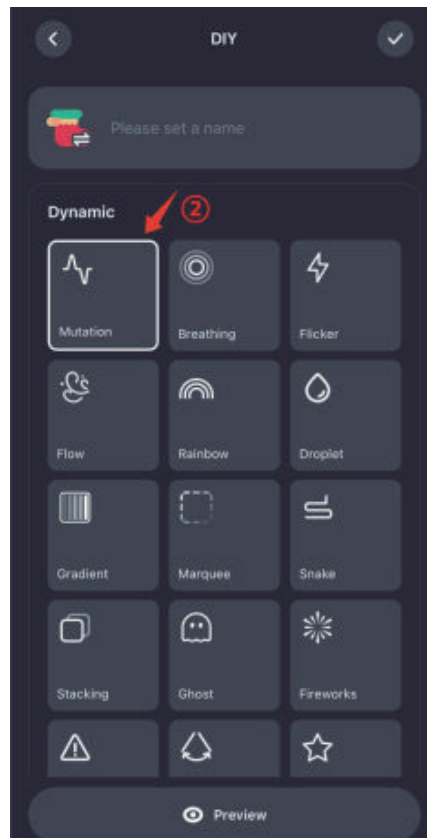 DIY
Please set a name
Dynamic
②
Mutation
Breathing
Flicker
Flow
Rainbow
Droplet
Gradient
Marquee
Snake
Stacking
Ghost
Fireworks
Preview